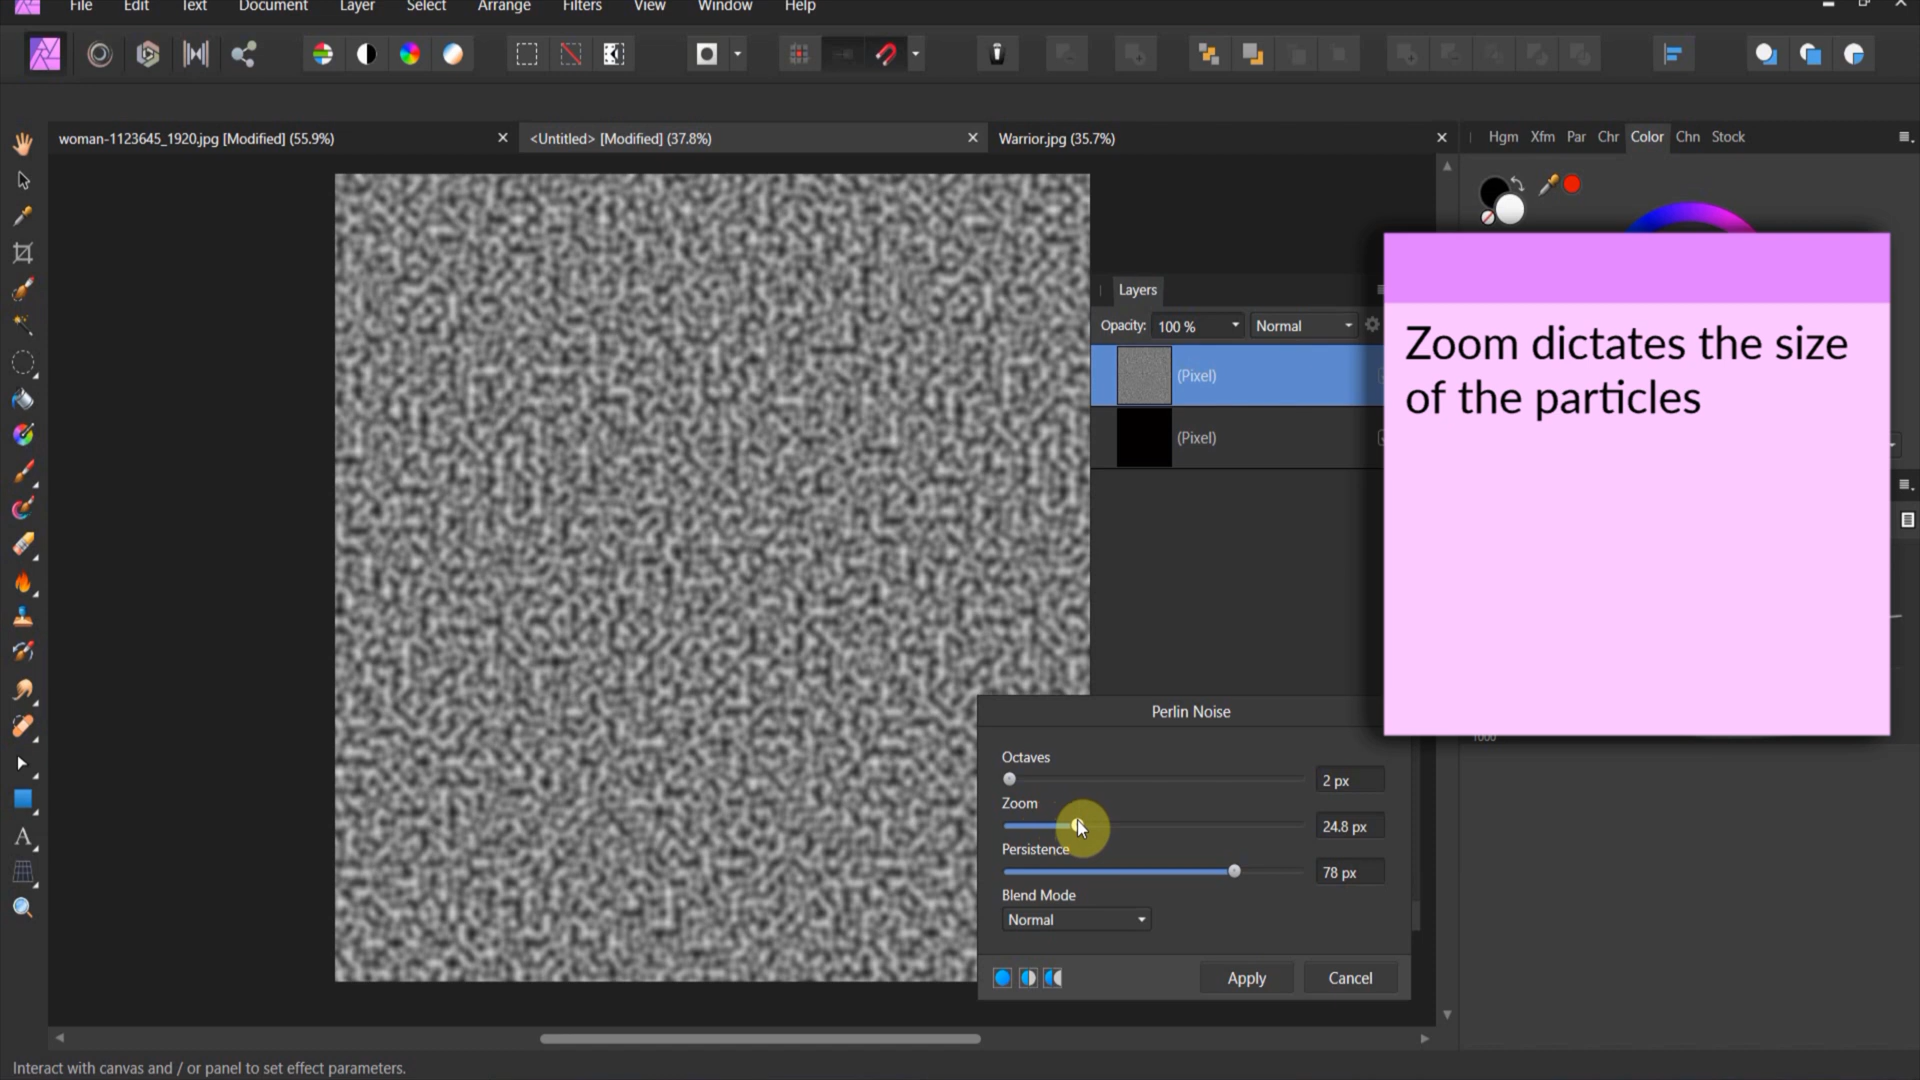 File Edit Text Document Layer Select Arrange Filters View Window Help
woman-1123645_1920.jpg [Modified] (55.9%)
<Untitled> [Modified] (37.8%)
Warrior.jpg (35.7%)
Hgm Xfm Par Chr Color Chn Stock
Layers
Opacity: 100 % Normal
(Pixel)
(Pixel)
Zoom dictates the size
of the particles
Perlin Noise
Octaves
2 px
Zoom
24.8 px
Persistence
78 px
Blend Mode
Normal
Apply Cancel
Interact with canvas and / or panel to set effect parameters.